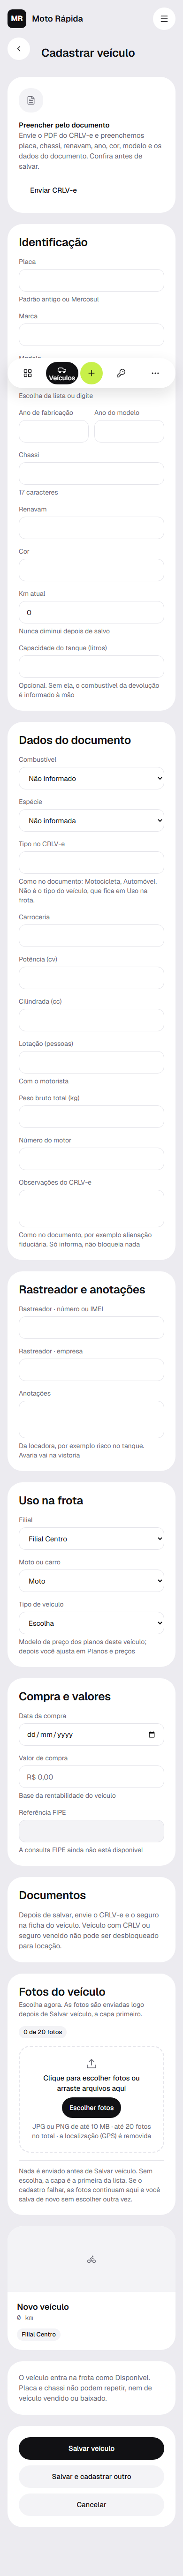 MR Moto Rápida
Cadastrar veículo
Preencher pelo documento
Envie o PDF do CRLV-e e preenchemos
placa, chassi, renavam, ano, cor, modelo e os
dados do documento. Confira antes de
salvar.
Enviar CRLV-e
Identificação
Placa
Padrão antigo ou Mercosul
Marca
Modelo
Veículos
Escolha da lista ou digite
Ano de fabricação Ano do modelo
Chassi
17 caracteres
Renavam
Cor
Km atual
0
Nunca diminui depois de salvo
Capacidade do tanque (litros)
Opcional. Sem ela, o combustível da devolução
é informado à mão
Dados do documento
Combustível
Não informado
Espécie
Não informada
Tipo no CRLV-e
Como no documento: Motocicleta, Automóvel.
Não é o tipo do veículo, que fica em Uso na
frota.
Carroceria
Potência (cv)
Cilindrada (cc)
Lotação (pessoas)
Com o motorista
Peso bruto total (kg)
Número do motor
Observações do CRLV-e
Como no documento, por exemplo alienação
fiduciária. Só informa, não bloqueia nada
Rastreador e anotações
Rastreador · número ou IMEI
Rastreador · empresa
Anotações
Da locadora, por exemplo risco no tanque.
Avaria vai na vistoria
Uso na frota
Filial
Filial Centro
Moto ou carro
Moto
Tipo de veículo
Escolha
Modelo de preço dos planos deste veículo;
depois você ajusta em Planos e preços
Compra e valores
Data da compra
dd/mm/yyyy
Valor de compra
R$ 0,00
Base da rentabilidade do veículo
Referência FIPE
A consulta FIPE ainda não está disponível
Documentos
Depois de salvar, envie o CRLV-e e o seguro
na ficha do veículo. Veículo com CRLV ou
seguro vencido não pode ser desbloqueado
para locação.
Fotos do veículo
Escolha agora. As fotos são enviadas logo
depois de Salvar veículo, a capa primeiro.
0 de 20 fotos
Clique para escolher fotos ou
arraste arquivos aqui
Escolher fotos
JPG ou PNG de até 10 MB · até 20 fotos
no total · a localização (GPS) é removida
Nada é enviado antes de Salvar veículo. Sem
escolha, a capa é a primeira da lista. Se o
cadastro falhar, as fotos continuam aqui e você
salva de novo sem escolher outra vez.
Novo veículo
0 km
Filial Centro
O veículo entra na frota como Disponível.
Placa e chassi não podem repetir, nem de
veículo vendido ou baixado.
Salvar veículo
Salvar e cadastrar outro
Cancelar